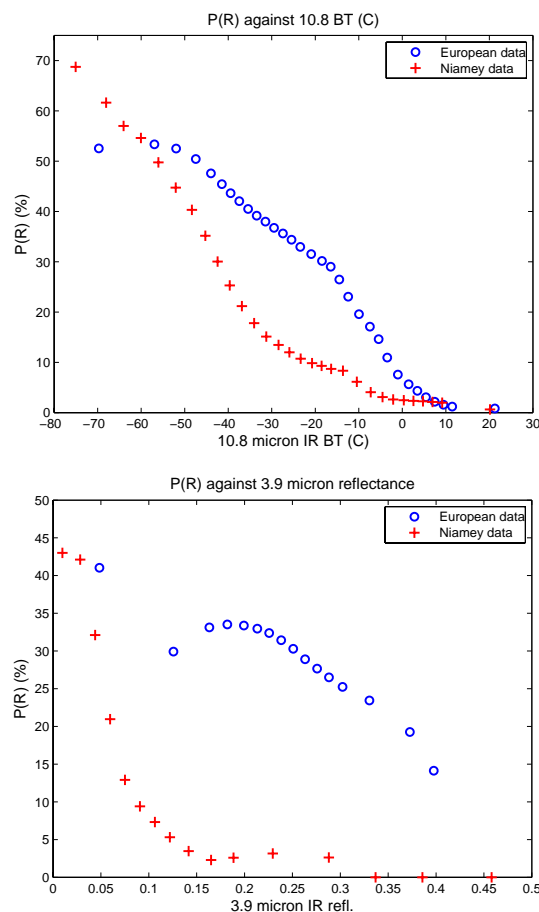 P(R) against 10.8 BT (C)
European data
Niamey data
P(R) (%)
70
60
50
40
30
20
10
0
−80 −70 −60 −50 −40 −30 −20 −10 0 10 20 30
10.8 micron IR BT (C)
P(R) against 3.9 micron reflectance
European data
Niamey data
P(R) (%)
50
45
40
35
30
25
20
15
10
5
0
0 0.05 0.1 0.15 0.2 0.25 0.3 0.35 0.4 0.45 0.5
3.9 micron IR refl.